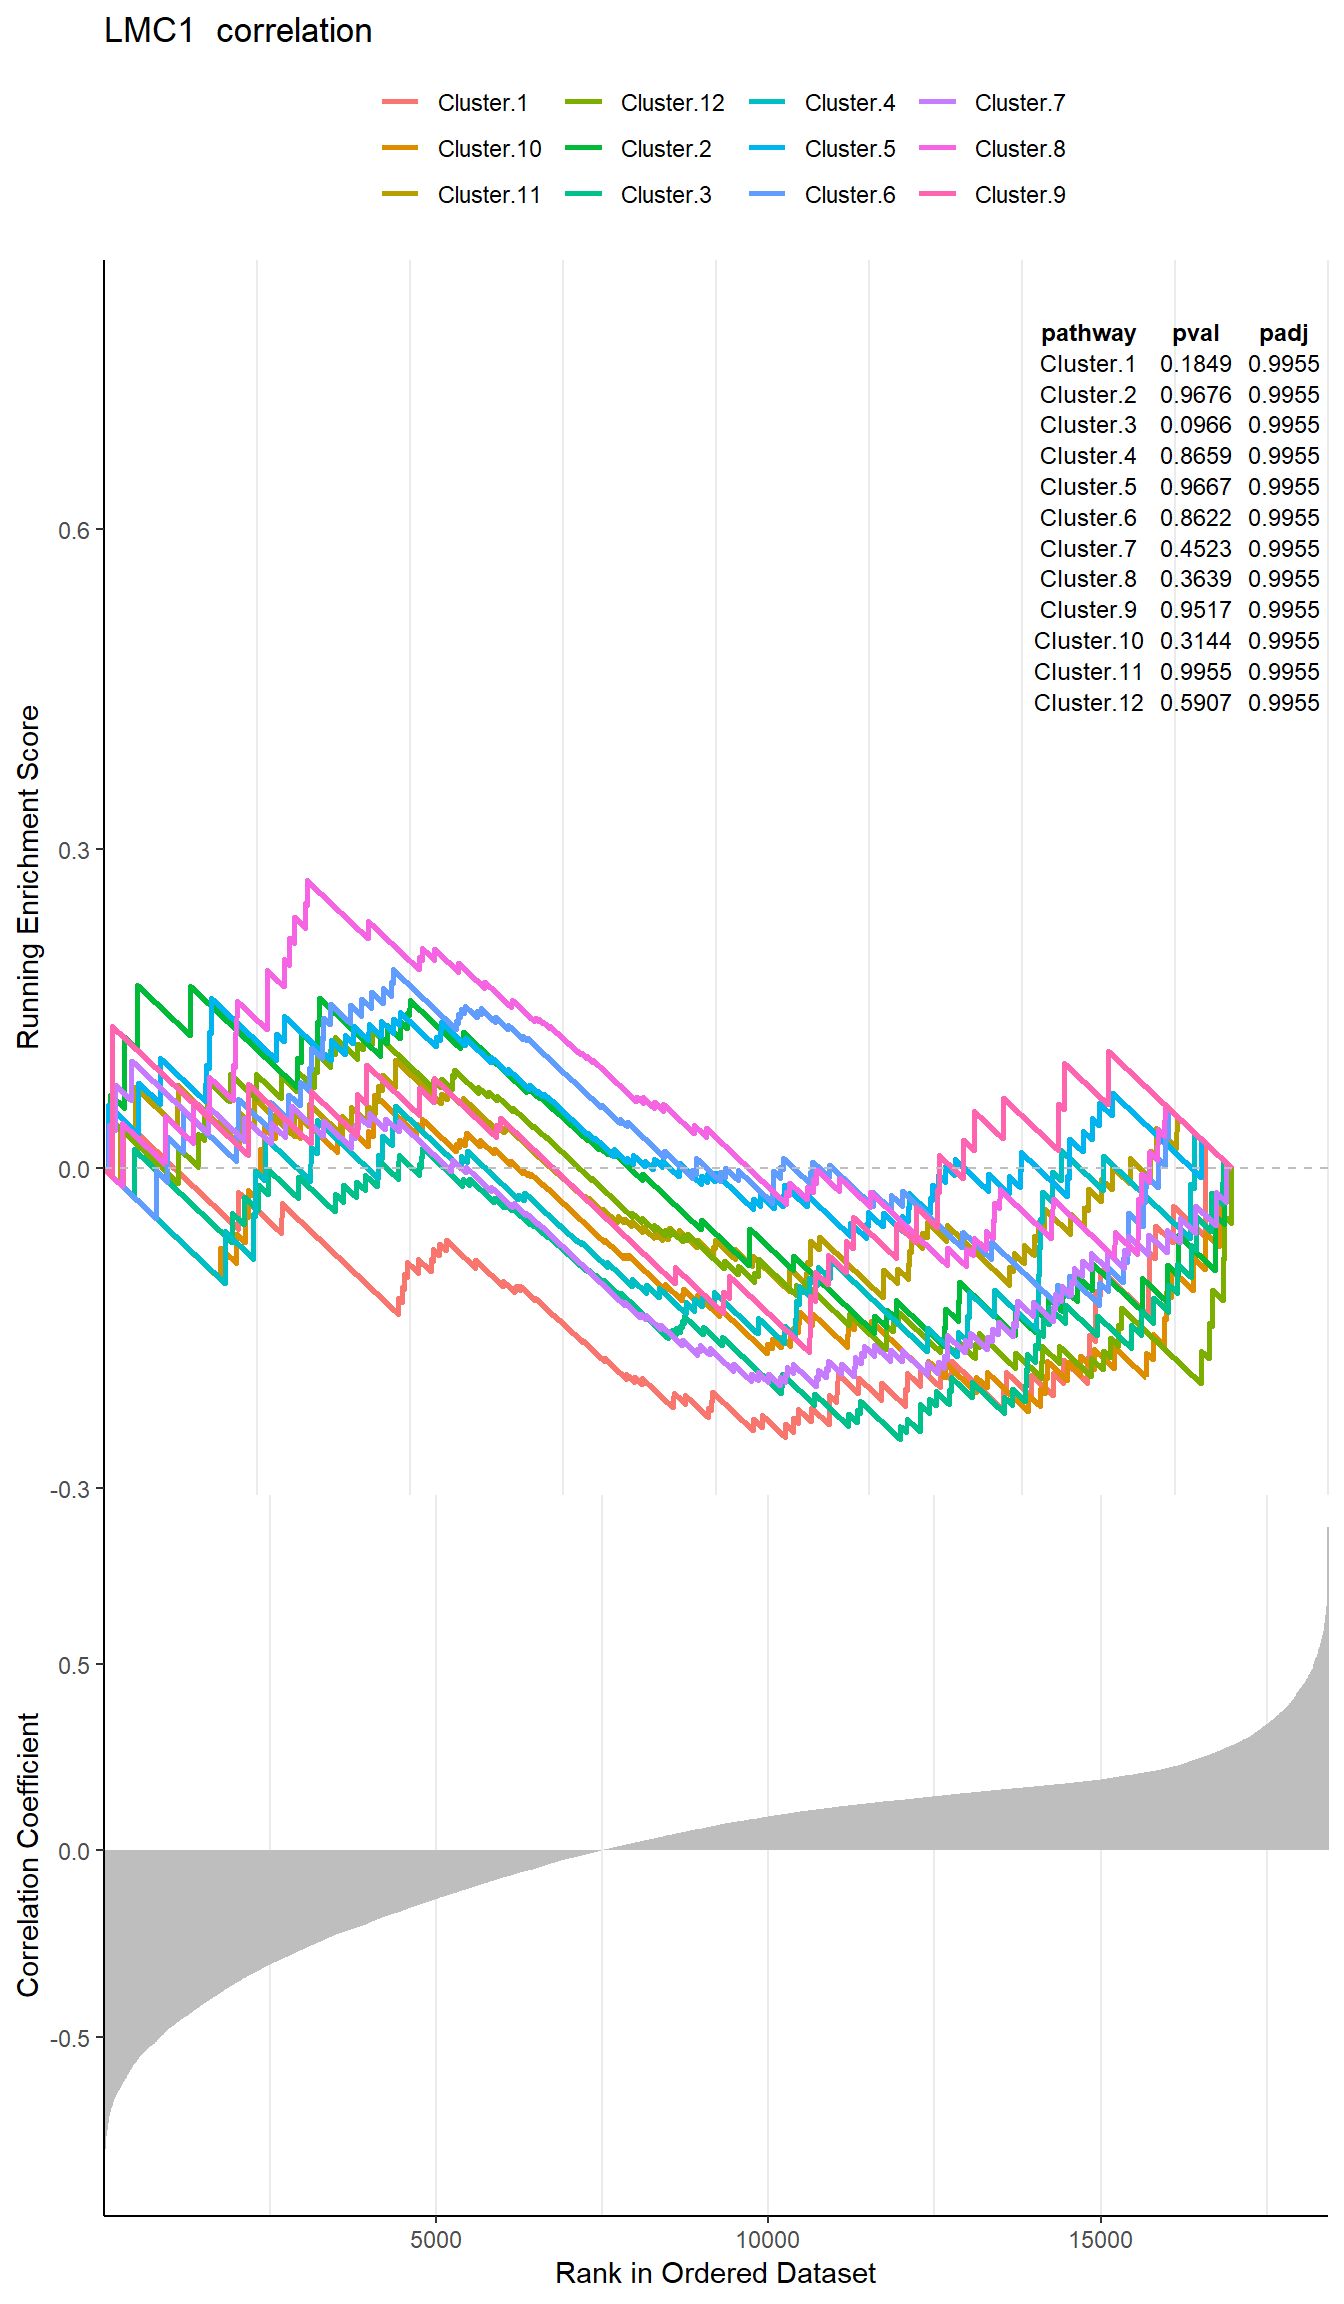 LMC1  correlation
Cluster.1 Cluster.12 Cluster.4 Cluster.7
Cluster.10 Cluster.2 Cluster.5 Cluster.8
Cluster.11 Cluster.3 Cluster.6 Cluster.9
pathway pval padj
Cluster.1 0.1849 0.9955
Cluster.2 0.9676 0.9955
Cluster.3 0.0966 0.9955
Cluster.4 0.8659 0.9955
Cluster.5 0.9667 0.9955
Cluster.6 0.8622 0.9955
Cluster.7 0.4523 0.9955
Cluster.8 0.3639 0.9955
Cluster.9 0.9517 0.9955
Cluster.10 0.3144 0.9955
Cluster.11 0.9955 0.9955
Cluster.12 0.5907 0.9955
Running Enrichment Score
0.6
0.3
0.0
-0.3
Correlation Coefficient
0.5
0.0
-0.5
5000 10000 15000
Rank in Ordered Dataset